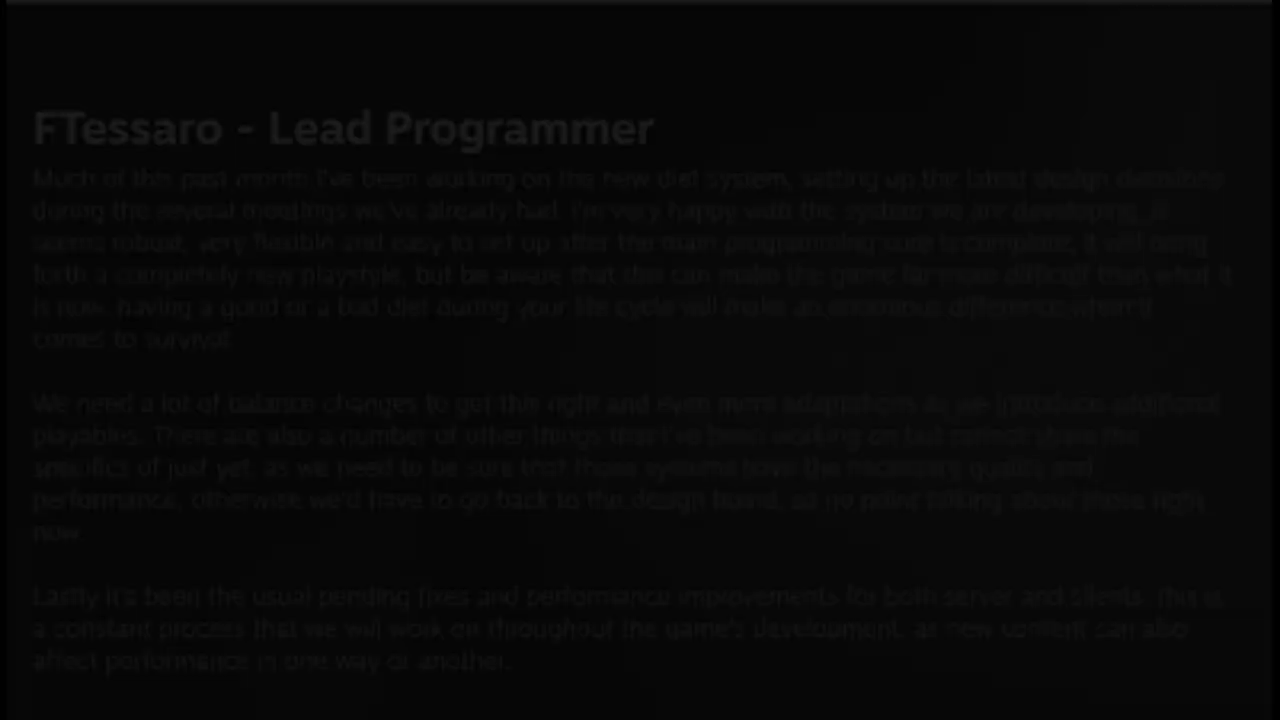 FTessaro - Lead Programmer
Much of this past month I've been working on the new diet system, setting up the latest design decisions
during the several meetings we've already had. I'm very happy with the system we are developing, it
seems robust, very flexible and easy to set up after the main programming core is complete, it will bring
forth a completely new playstyle, but be aware that this can make the game far more difficult than what it
is now, having a good or a bad diet during your life cycle will make an enormous difference when it
comes to survival.
We need a lot of balance changes to get this right and even more adaptations as we introduce additional
playables. There are also a number of other things that I've been working on but cannot share the
specifics of just yet, as we need to be sure that those systems have the necessary quality and
performance, otherwise we'd have to go back to the design board, so no point talking about those right
now.
Lastly it's been the usual pending fixes and performance improvements for both server and clients. This is
a constant process that we will work on throughout the game's development, as new content can also
affect performance in one way or another.